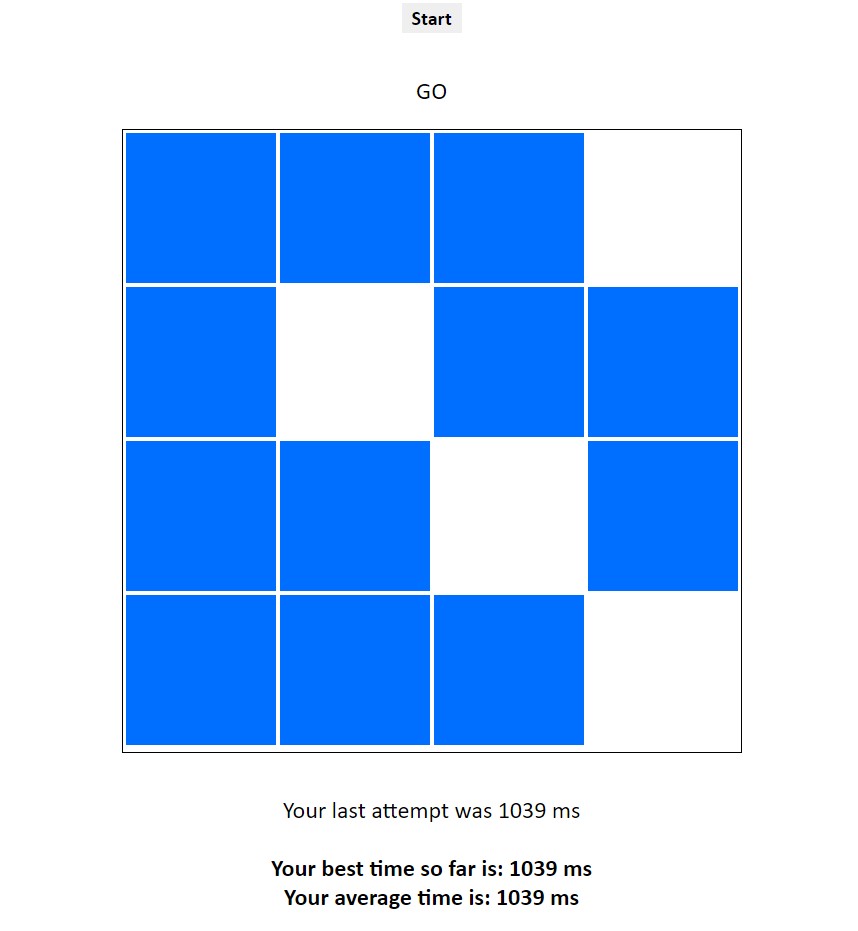 Start
GO
Your last attempt was 1039 ms
Your best time so far is: 1039 ms
Your average time is: 1039 ms